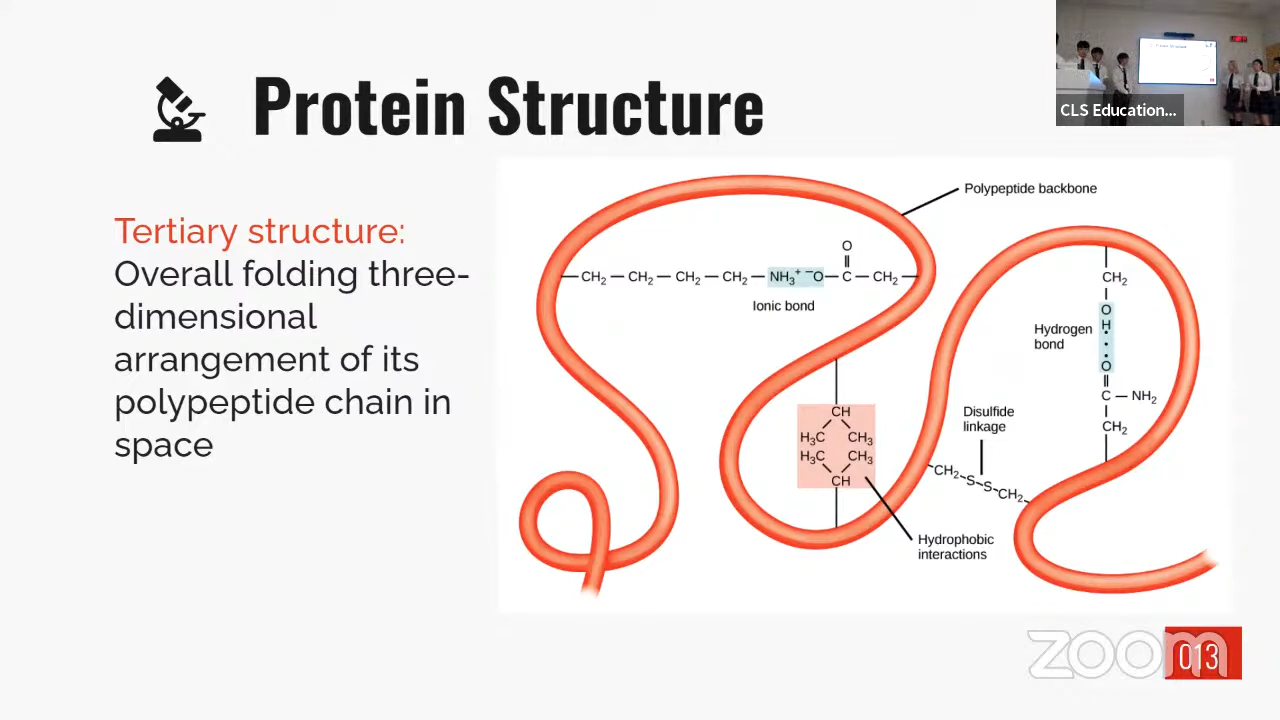 Protein Structure
CLS Education...
Tertiary structure:
Overall folding three-
dimensional
arrangement of its
polypeptide chain in
space
Polypeptide backbone
O
CH₂ — CH₂ — CH₂ — CH₂ — NH₃⁺ ⁻O — C — CH₂
Ionic bond
CH₂
O
H
Hydrogen
bond
O
C — NH₂
CH₂
Disulfide
linkage
CH
H₃C CH₃
H₃C CH₃
CH
CH₂ S S CH₂
Hydrophobic
interactions
zoom
013